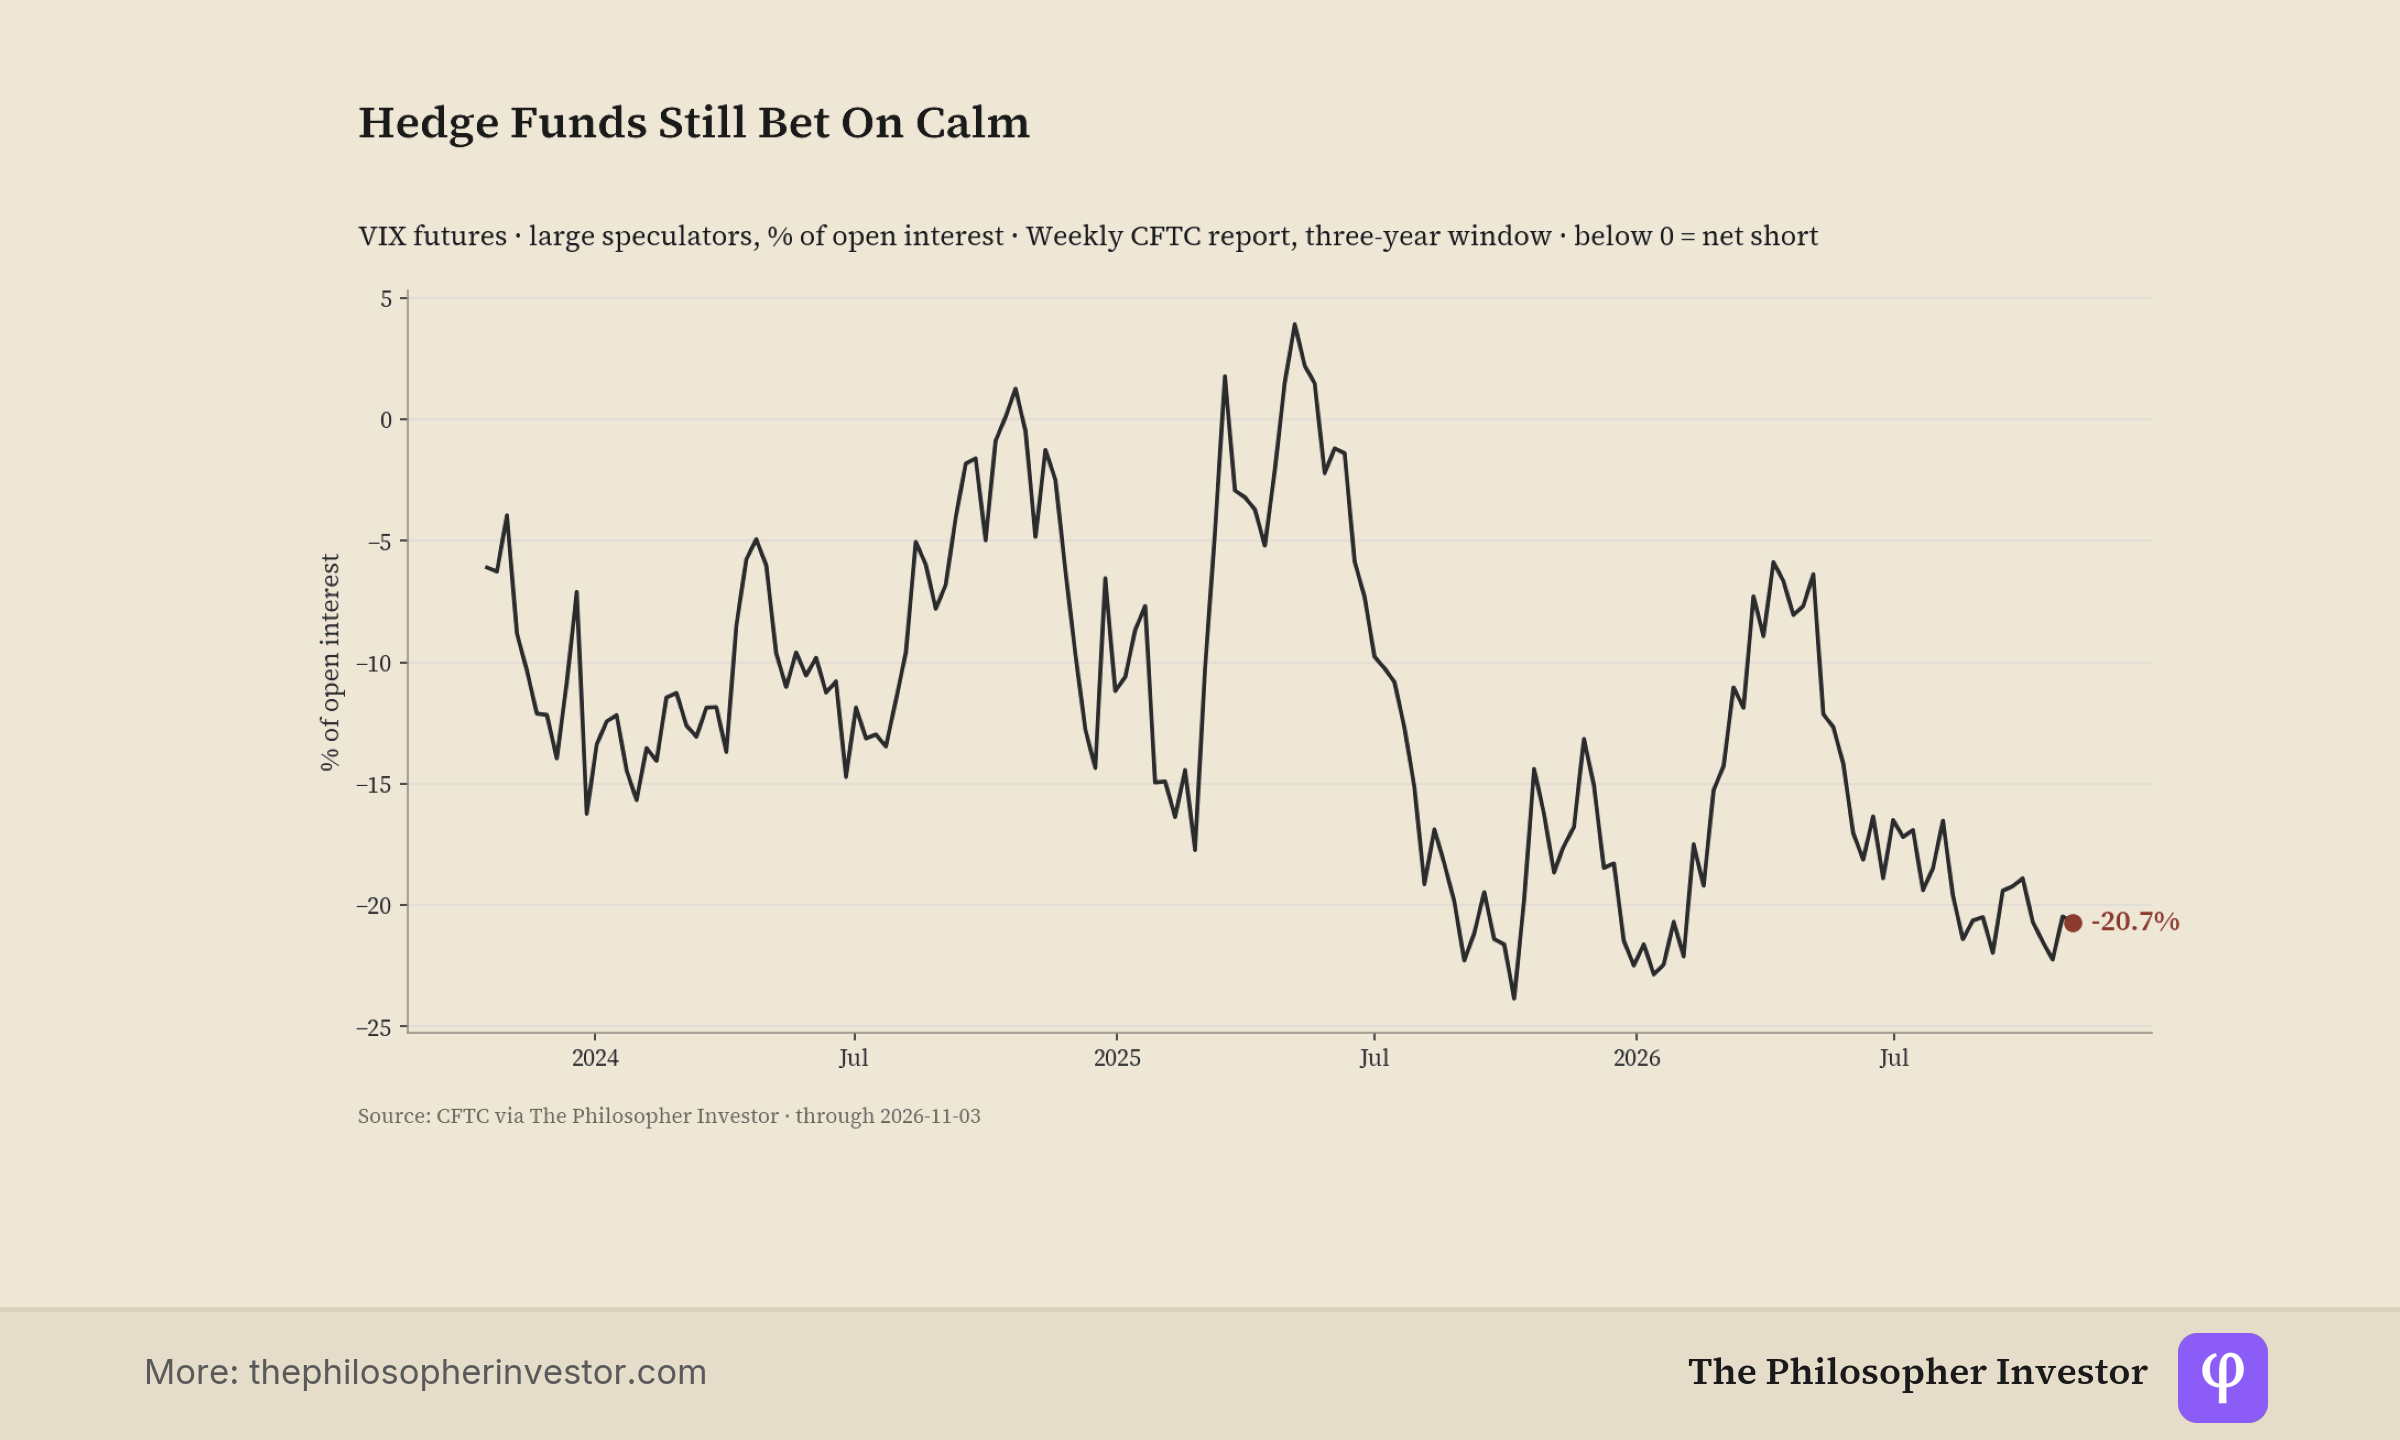 Hedge Funds Still Bet On Calm
VIX futures · large speculators, % of open interest · Weekly CFTC report, three-year window · below 0 = net short
% of open interest
5
0
−5
−10
−15
−20
−25
-20.7%
2024
Jul
2025
Jul
2026
Jul
Source: CFTC via The Philosopher Investor · through 2026-11-03
More: thephilosopherinvestor.com
The Philosopher Investor
φ